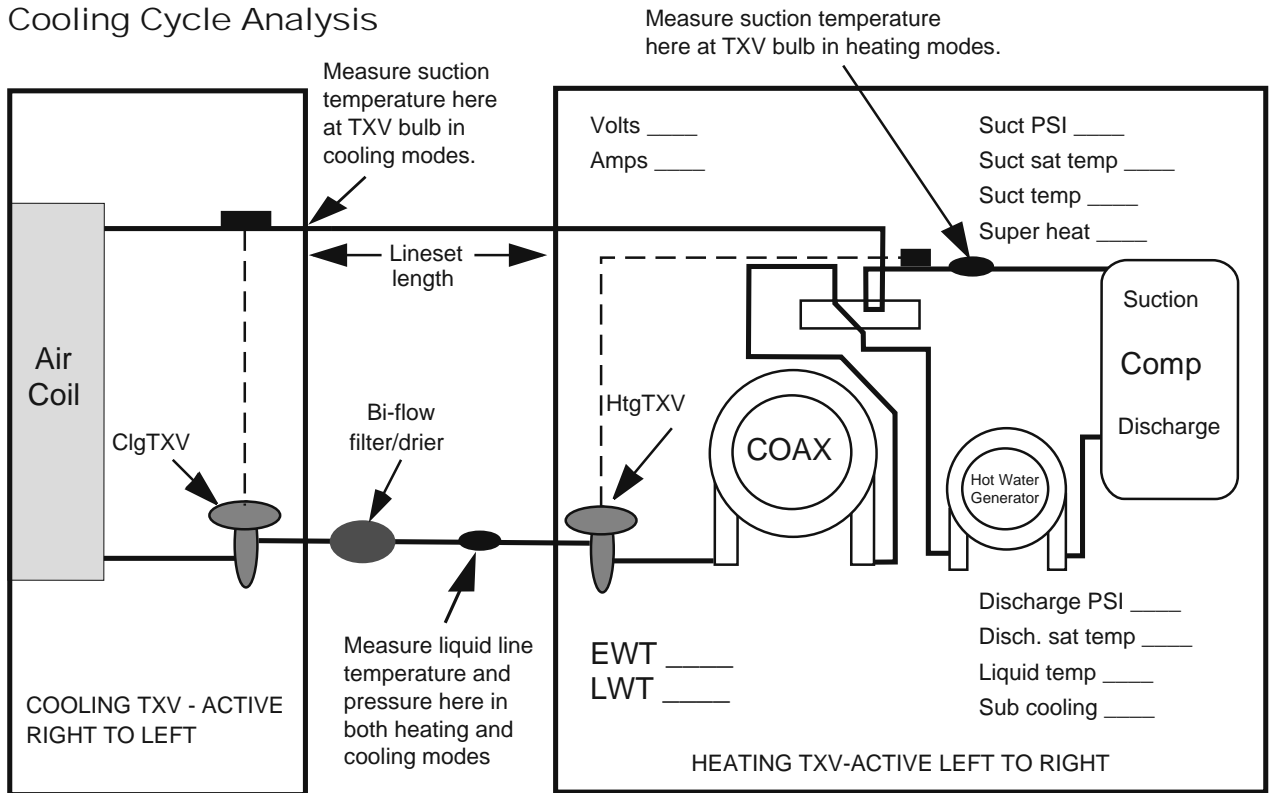 Cooling Cycle Analysis
Measure suction temperature
here at TXV bulb in heating modes.
Measure suction
temperature here
at TXV bulb in
cooling modes.
Volts ____
Amps ____
Suct PSI ____
Suct sat temp ____
Suct temp ____
Super heat ____
Lineset
length
Suction
Comp
Discharge
Air
Coil
ClgTXV
Bi-flow
filter/drier
HtgTXV
COAX
Hot Water
Generator
Measure liquid line
temperature and
pressure here in
both heating and
cooling modes
EWT ____
LWT ____
Discharge PSI ____
Disch. sat temp ____
Liquid temp ____
Sub cooling ____
COOLING TXV - ACTIVE
RIGHT TO LEFT
HEATING TXV-ACTIVE LEFT TO RIGHT